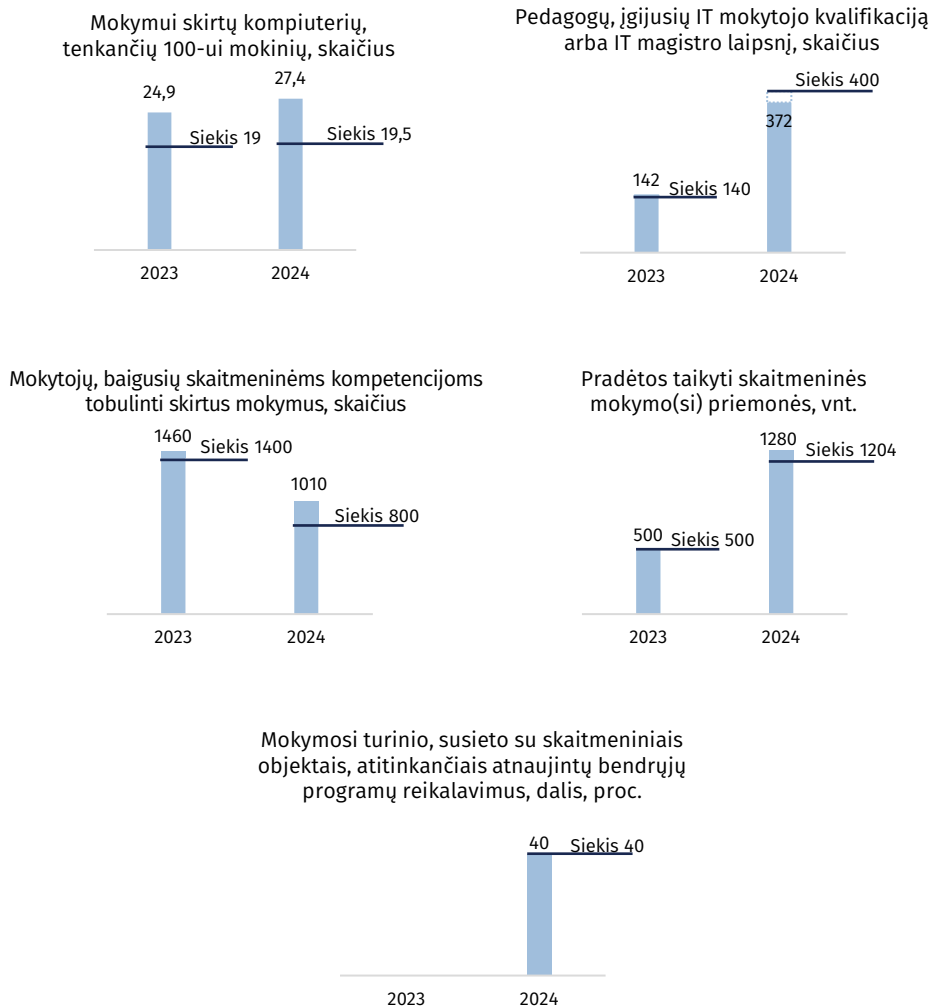 Mokymui skirtų kompiuterių,
tenkančių 100-ui mokinių, skaičius
24,9
27,4
Siekis 19
Siekis 19,5
2023
2024
Pedagogų, įgijusių IT mokytojo kvalifikaciją
arba IT magistro laipsnį, skaičius
Siekis 400
372
142
Siekis 140
2023
2024
Mokytojų, baigusių skaitmeninėms kompetencijoms
tobulinti skirtus mokymus, skaičius
1460
Siekis 1400
1010
Siekis 800
2023
2024
Pradėtos taikyti skaitmeninės
mokymo(si) priemonės, vnt.
1280
Siekis 1204
500
Siekis 500
2023
2024
Mokymosi turinio, susieto su skaitmeniniais
objektais, atitinkančiais atnaujintų bendrųjų
programų reikalavimus, dalis, proc.
40
Siekis 40
2023
2024